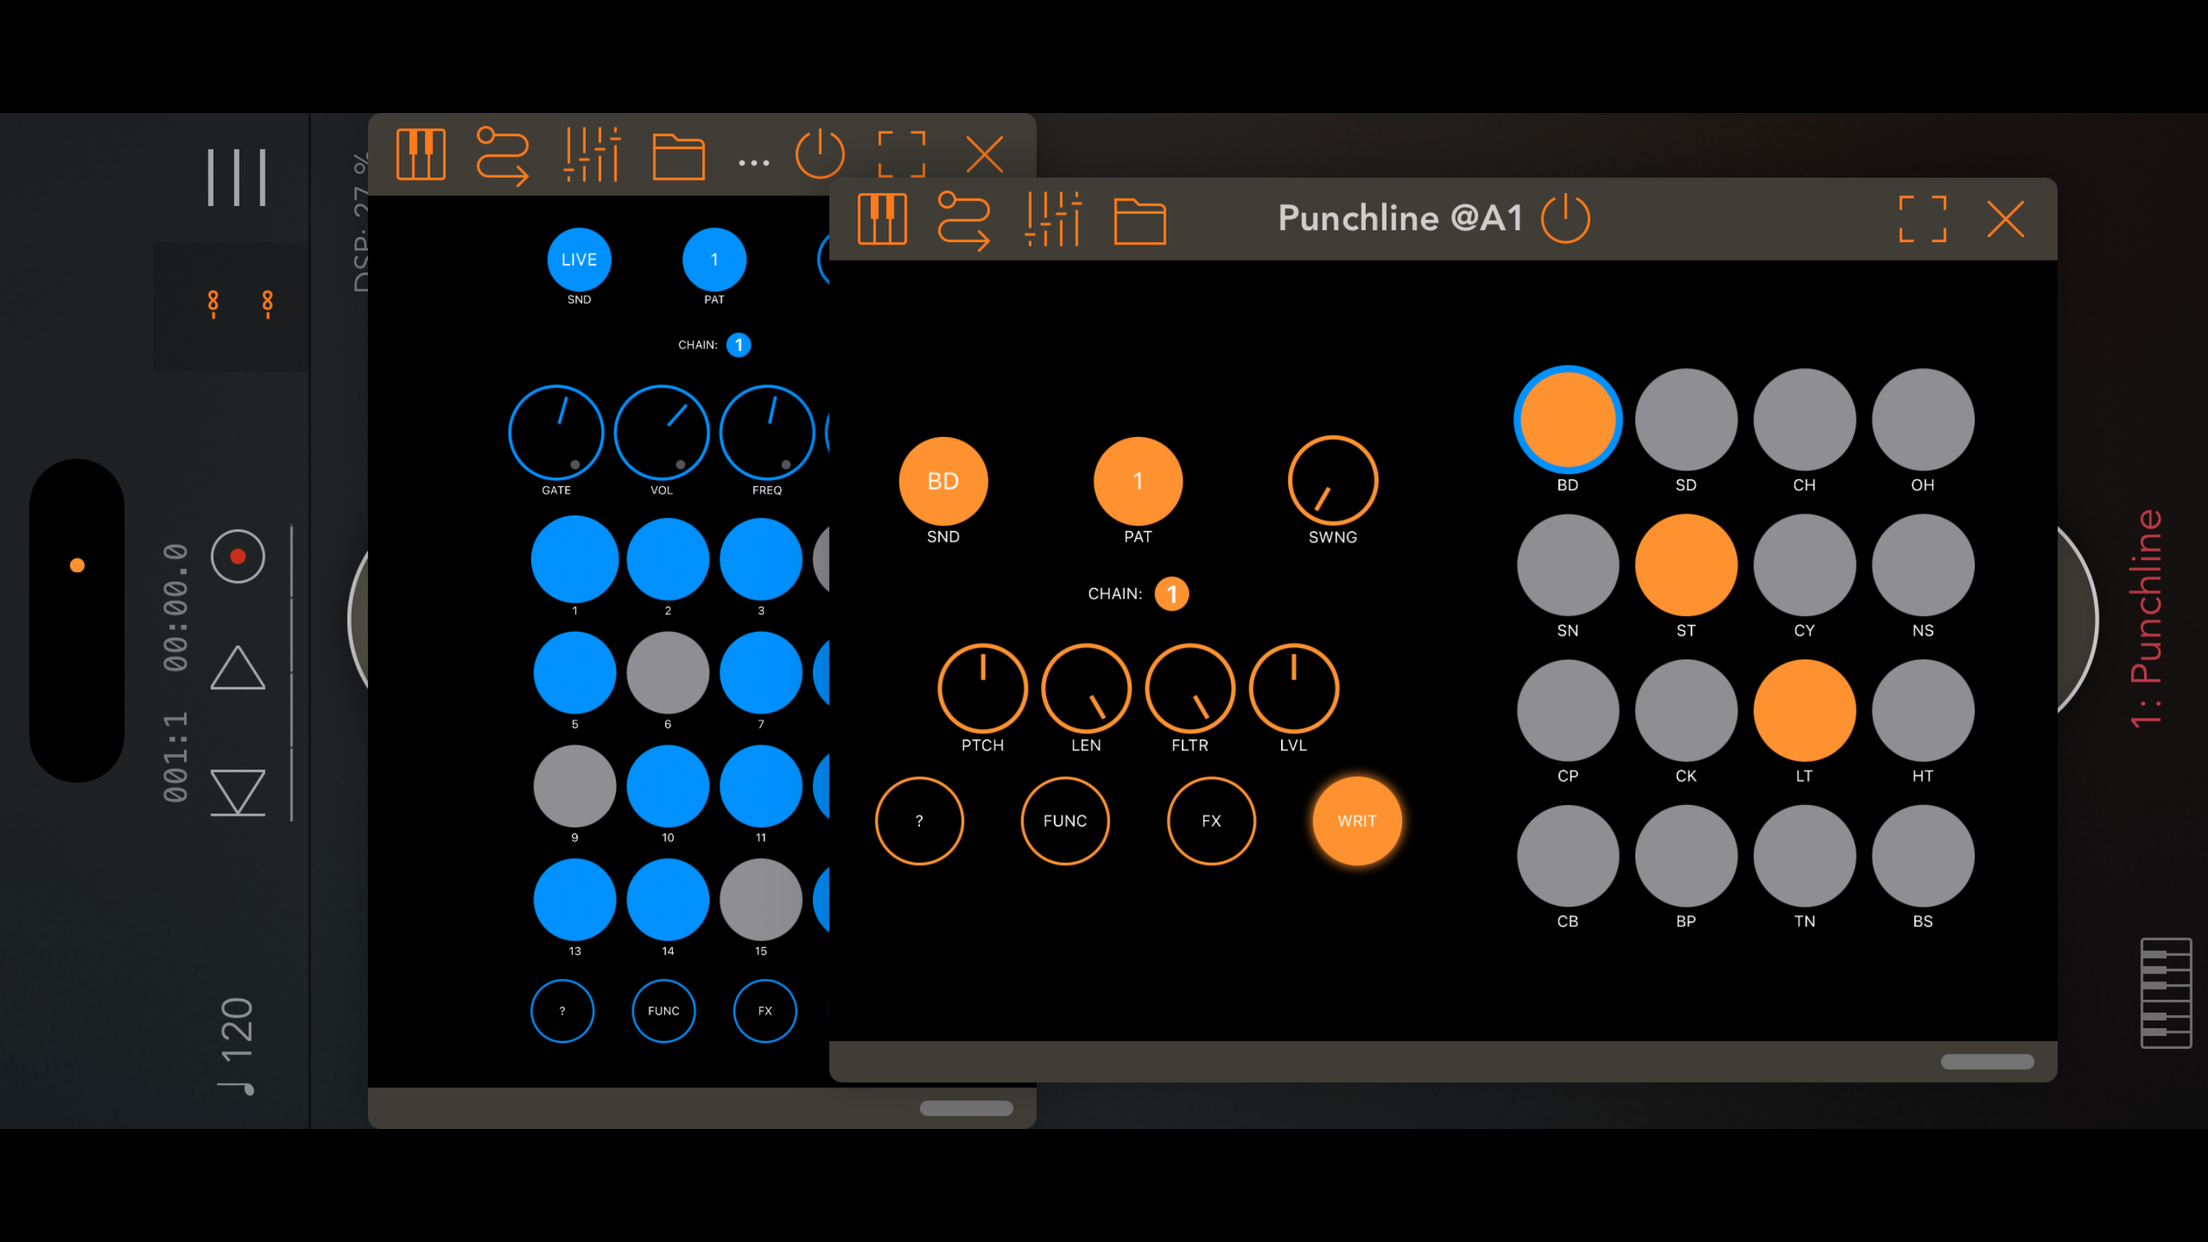 DSP: 27 %
-∞ -∞
001:1 00:00.0
120
...
LIVE 1
SND PAT
CHAIN: 1
GATE VOL FREQ
1 2 3
5 6 7
9 10 11
13 14 15
? FUNC FX
Punchline @A1
BD 1
SND PAT SWNG
CHAIN: 1
PTCH LEN FLTR LVL
? FUNC FX WRIT
BD SD CH OH
SN ST CY NS
CP CK LT HT
CB BP TN BS
1: Punchline